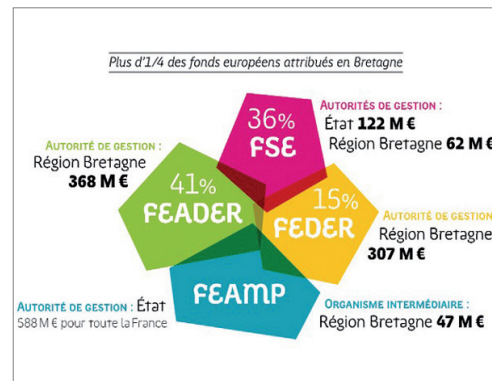 Plus d'1/4 des fonds européens attribués en Bretagne
36%
FSE
AUTORITÉS DE GESTION :
État 122 M €
Région Bretagne 62 M €
AUTORITÉ DE GESTION :
Région Bretagne
368 M €
41%
FEADER
15%
FEDER
AUTORITÉ DE GESTION
Région Bretagne
307 M €
FEAMP
AUTORITÉ DE GESTION : État
588 M € pour toute la France
ORGANISME INTERMÉDIAIRE :
Région Bretagne 47 M €